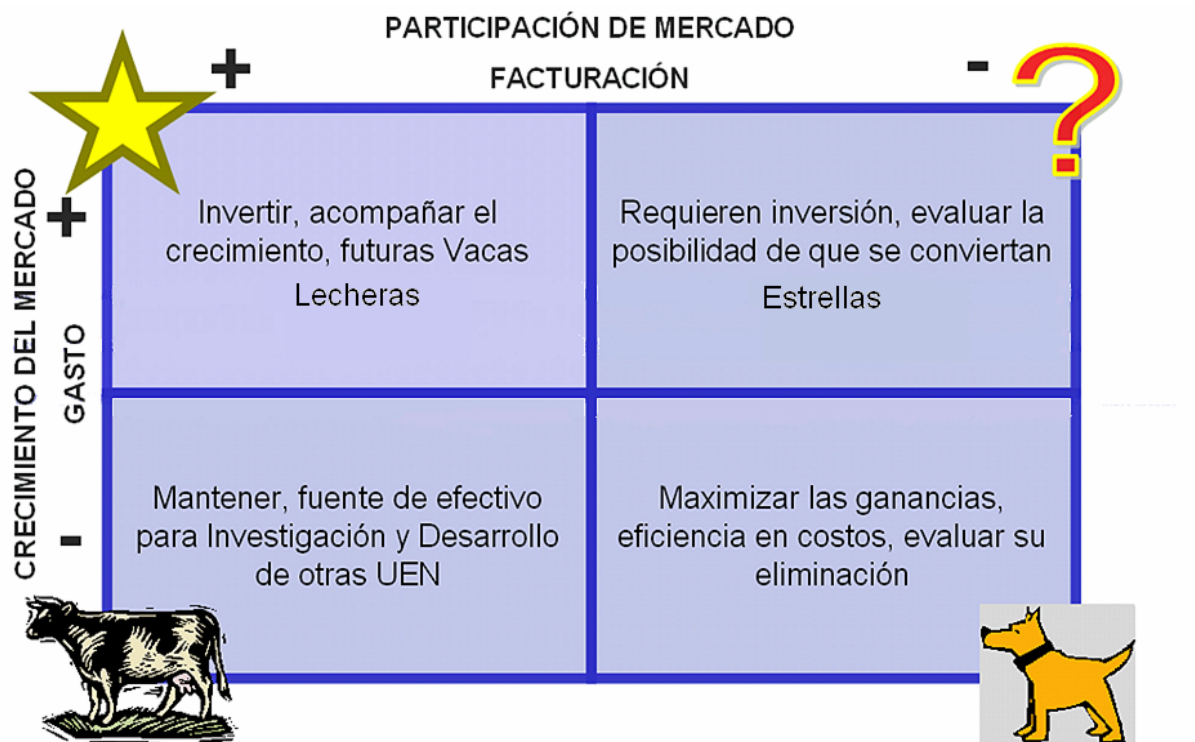 PARTICIPACIÓN DE MERCADO
+ FACTURACIÓN -
?
CRECIMIENTO DEL MERCADO
+ GASTO -
Invertir, acompañar el
crecimiento, futuras Vacas
Lecheras
Requieren inversión, evaluar la
posibilidad de que se conviertan
Estrellas
Mantener, fuente de efectivo
para Investigación y Desarrollo
de otras UEN
Maximizar las ganancias,
eficiencia en costos, evaluar su
eliminación